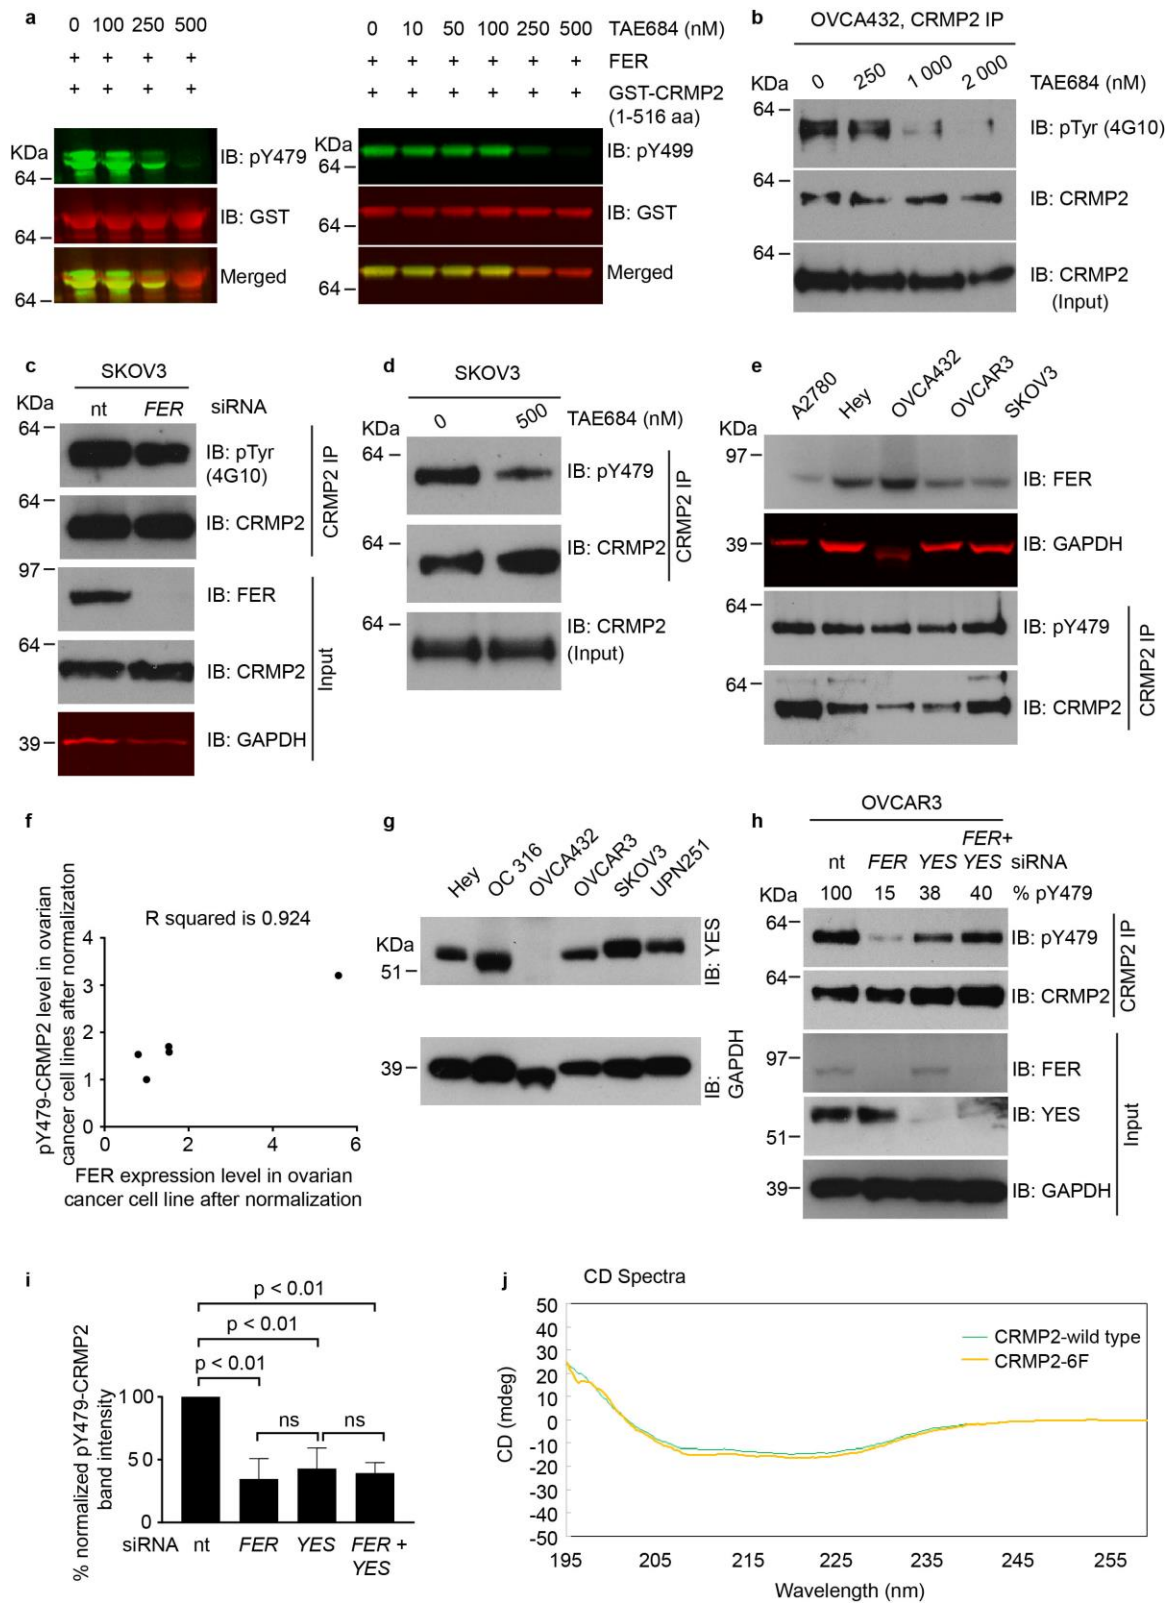 a
0 100 250 500
+ + + +
+ + + +
KDa
64
64
64
IB: pY479
IB: GST
Merged
0 10 50 100 250 500 TAE684 (nM)
+ + + + + + FER
+ + + + + + GST-CRMP2
(1-516 aa)
KDa
64
64
64
IB: pY499
IB: GST
Merged
b
OVCA432, CRMP2 IP
KDa 0 250 1 000 2 000 TAE684 (nM)
64
IB: pTyr (4G10)
64
IB: CRMP2
64
IB: CRMP2
(Input)
c
SKOV3
KDa nt FER siRNA
64
IB: pTyr
(4G10)
64
IB: CRMP2
CRMP2 IP
97
IB: FER
64
IB: CRMP2
39
IB: GAPDH
Input
d
SKOV3
KDa 0 500 TAE684 (nM)
64
IB: pY479
64
IB: CRMP2
CRMP2 IP
64
IB: CRMP2
(Input)
e
A2780 Hey OVCA432 OVCAR3 SKOV3
KDa
97
IB: FER
39
IB: GAPDH
64
IB: pY479
64
IB: CRMP2
CRMP2 IP
f
R squared is 0.924
pY479-CRMP2 level in ovarian
cancer cell lines after normalizaton
4
3
2
1
0
0 2 4 6
FER expression level in ovarian
cancer cell line after normalization
g
Hey OC 316 OVCA432 OVCAR3 SKOV3 UPN251
KDa
51
IB: YES
39
IB:
GAPDH
h
OVCAR3
FER+
nt FER YES YES siRNA
KDa 100 15 38 40 % pY479
64
IB: pY479
64
IB: CRMP2
CRMP2 IP
97
IB: FER
IB: YES
51
39
IB: GAPDH
Input
i
p < 0.01
p < 0.01
p < 0.01
% normalized pY479-CRMP2
band intensity
100
50
0
ns ns
siRNA nt FER YES FER +
YES
j
CD Spectra
50
40
30
20
10
0
-10
-20
-30
-40
-50
CD (mdeg)
CRMP2-wild type
CRMP2-6F
195 205 215 225 235 245 255
Wavelength (nm)